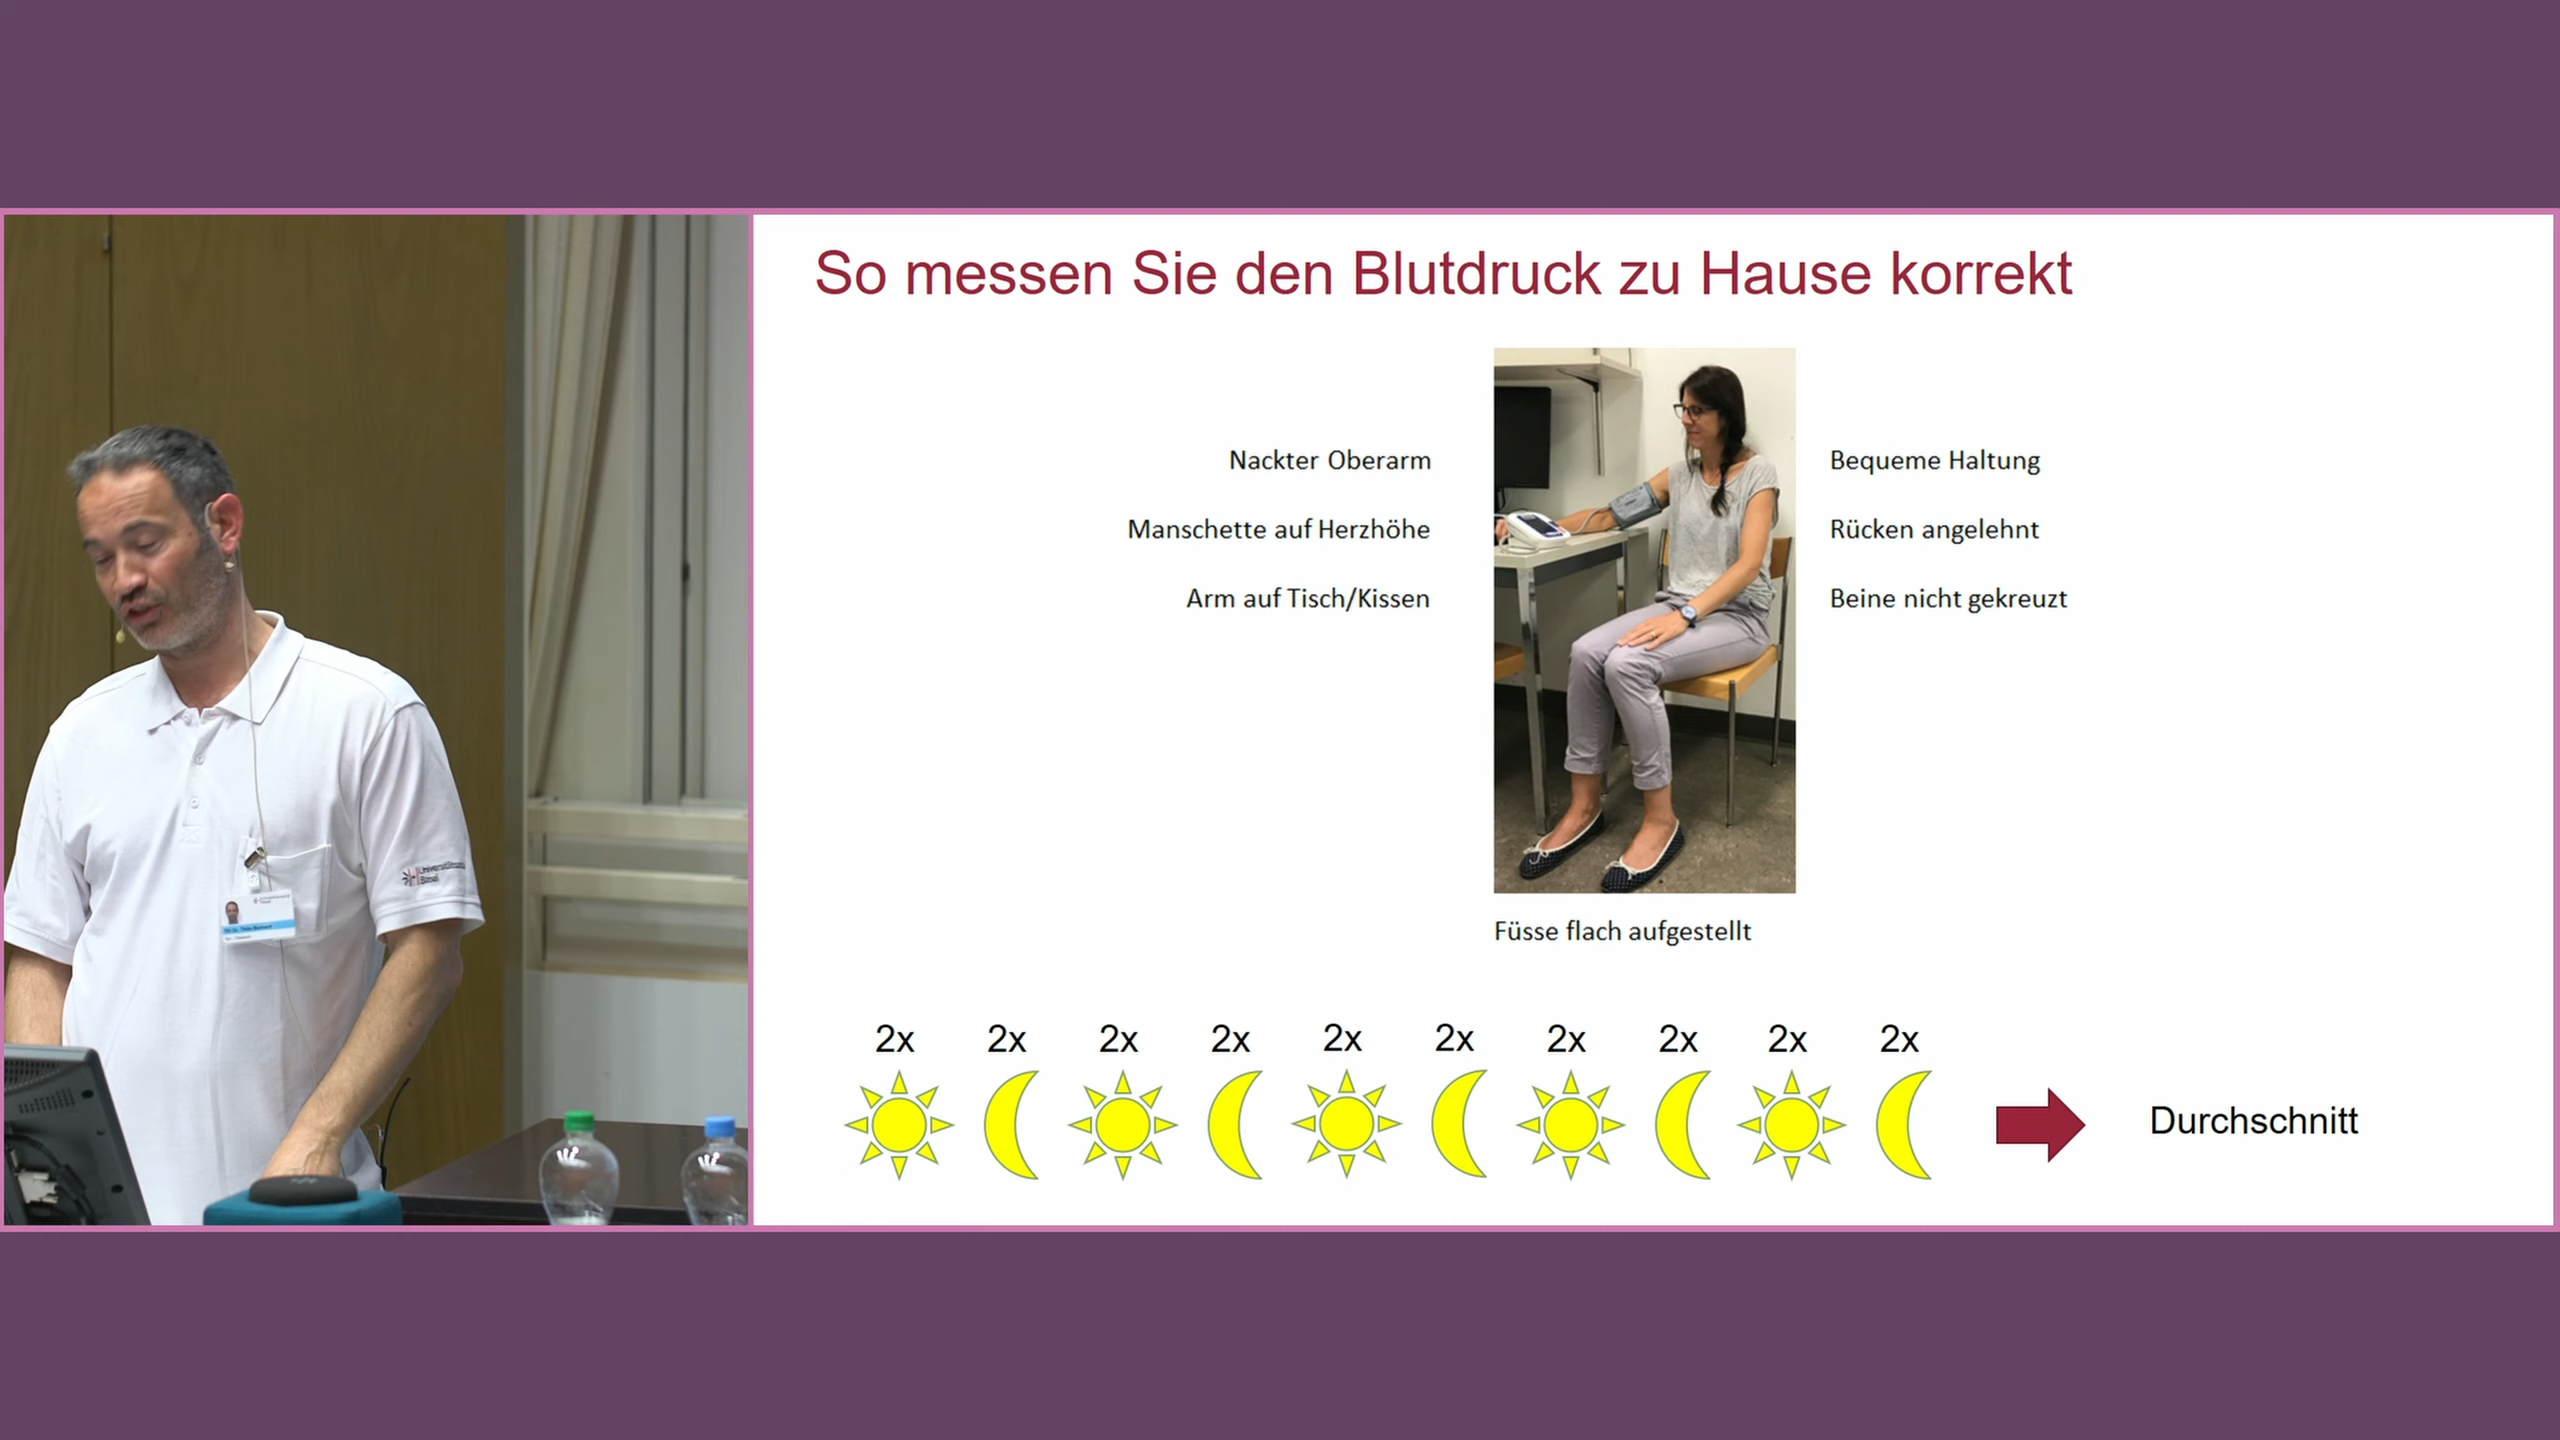 So messen Sie den Blutdruck zu Hause korrekt
Nackter Oberarm
Manschette auf Herzhöhe
Arm auf Tisch/Kissen
Bequeme Haltung
Rücken angelehnt
Beine nicht gekreuzt
Füsse flach aufgestellt
2x 2x 2x 2x 2x 2x 2x 2x 2x 2x
Durchschnitt
Basel